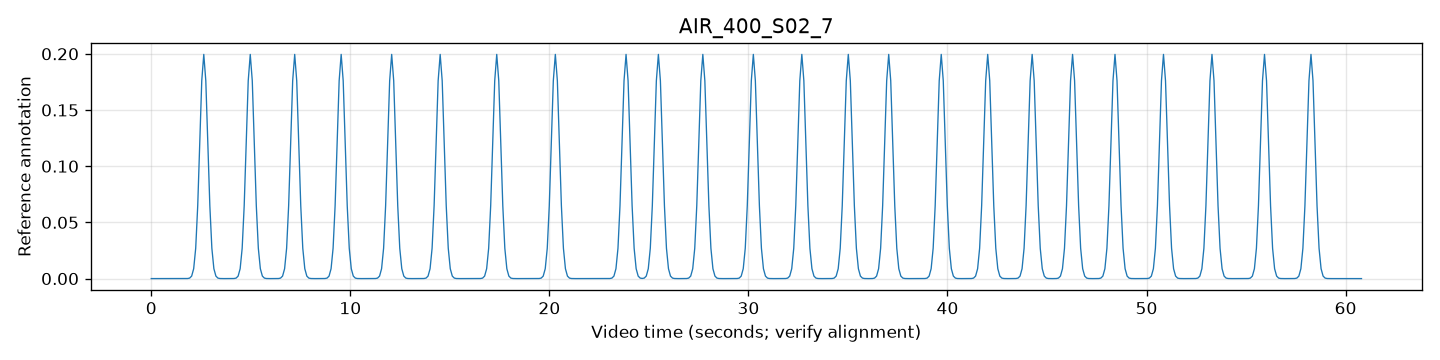 AIR_400_S02_7
Reference annotation
0.20
0.15
0.10
0.05
0.00
0 10 20 30 40 50 60
Video time (seconds; verify alignment)